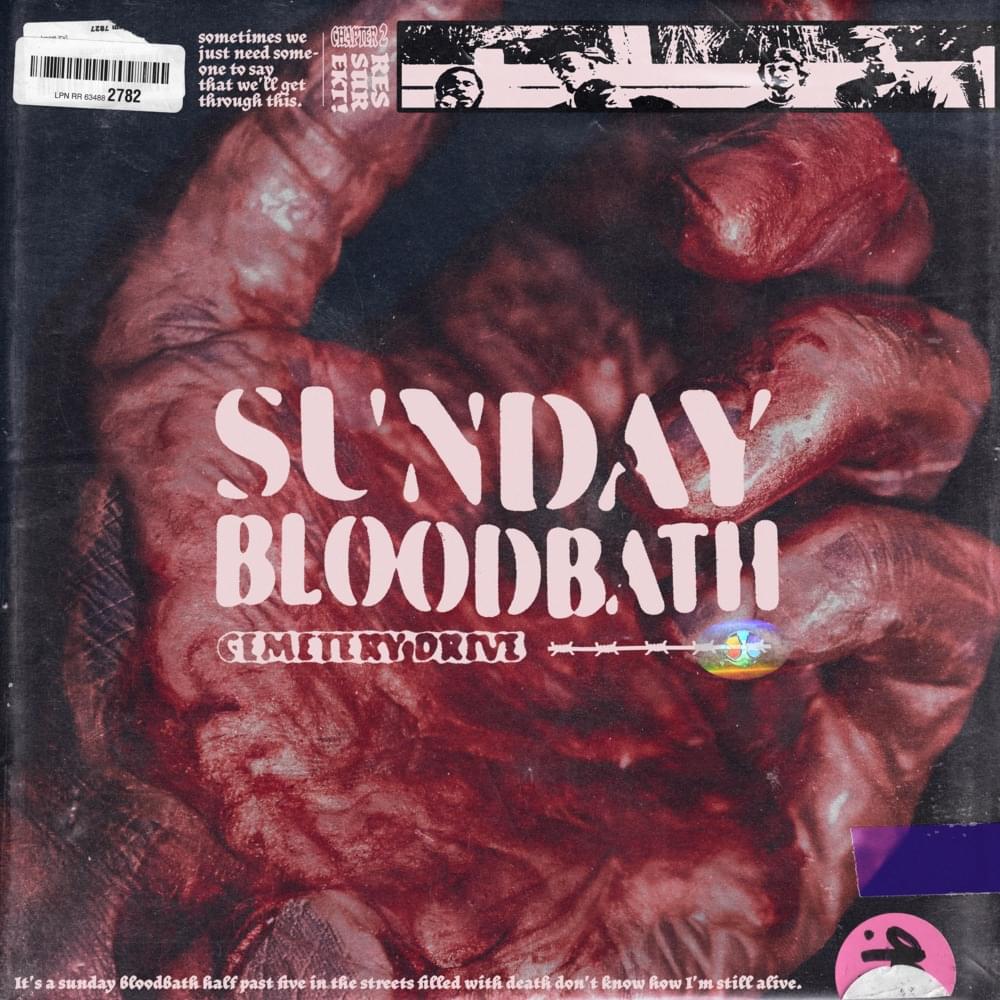 LPN RR 63488 2782
sometimes we
just need some-
one to say
that we'll get
through this.
CHAPTER 2
RES
SUR
EKT!
SUNDAY
BLOODBATH
CEMETERY DRIVE
It's a sunday bloodbath half past five in the streets filled with death don't know how I'm still alive.